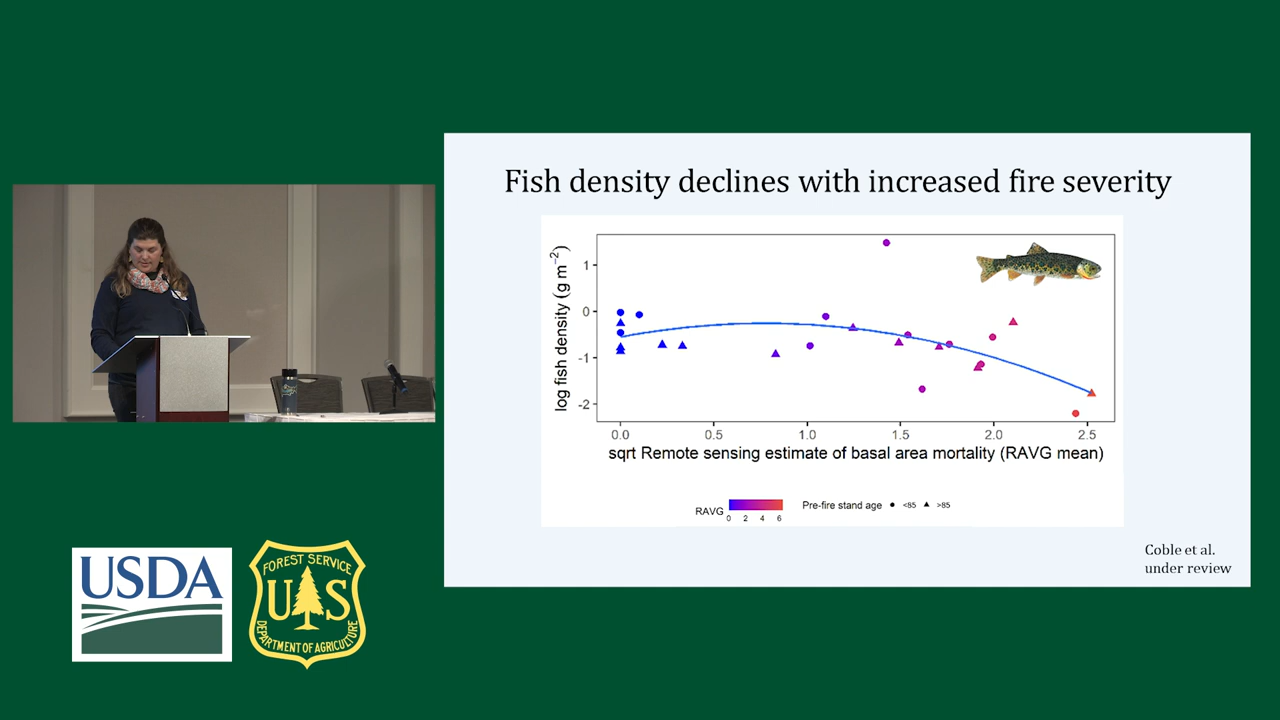 Fish density declines with increased fire severity
log fish density (g m⁻²)
1
0
-1
-2
0.0 0.5 1.0 1.5 2.0 2.5
sqrt Remote sensing estimate of basal area mortality (RAVG mean)
RAVG
0 2 4 6
Pre-fire stand age <85 >85
Coble et al.
under review
USDA
FOREST SERVICE
U S
DEPARTMENT OF AGRICULTURE